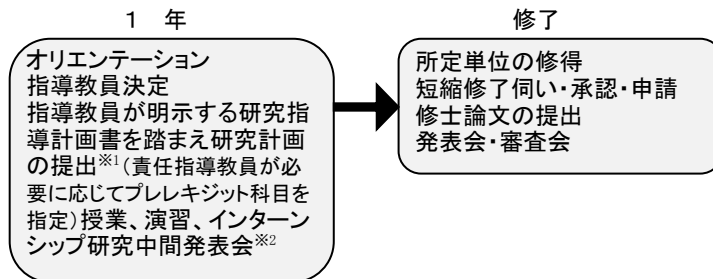 1 年
オリエンテーション
指導教員決定
指導教員が明示する研究指
導計画書を踏まえ研究計画
の提出※1(責任指導教員が必
要に応じてプレレキジット科目を
指定)授業、演習、インターン
シップ研究中間発表会※2
修了
所定単位の修得
短縮修了伺い・承認・申請
修士論文の提出
発表会・審査会